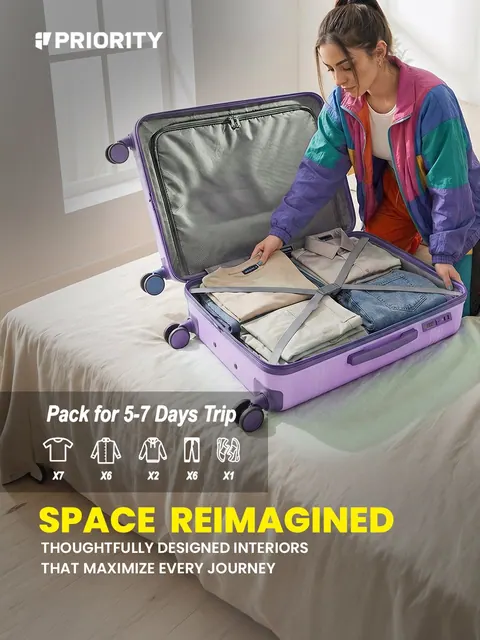 PRIORITY
Pack for 5-7 Days Trip
X7 X6 X2 X6 X1
SPACE REIMAGINED
THOUGHTFULLY DESIGNED INTERIORS
THAT MAXIMIZE EVERY JOURNEY